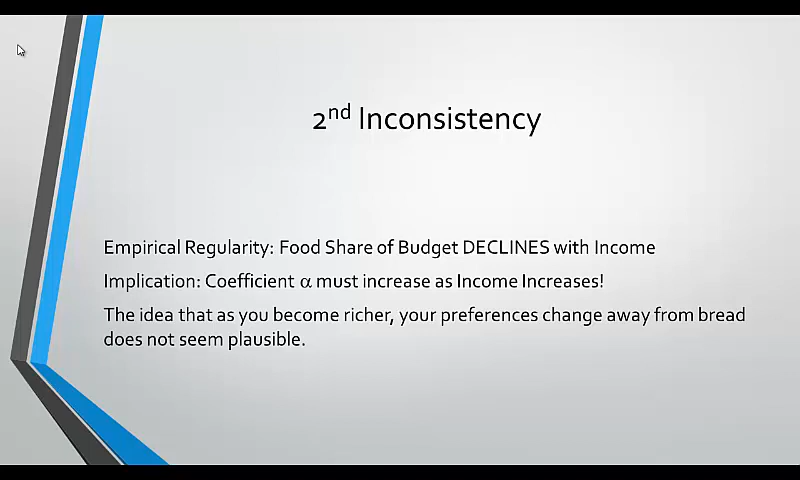 2nd Inconsistency
Empirical Regularity: Food Share of Budget DECLINES with Income
Implication: Coefficient α must increase as Income Increases!
The idea that as you become richer, your preferences change away from bread
does not seem plausible.